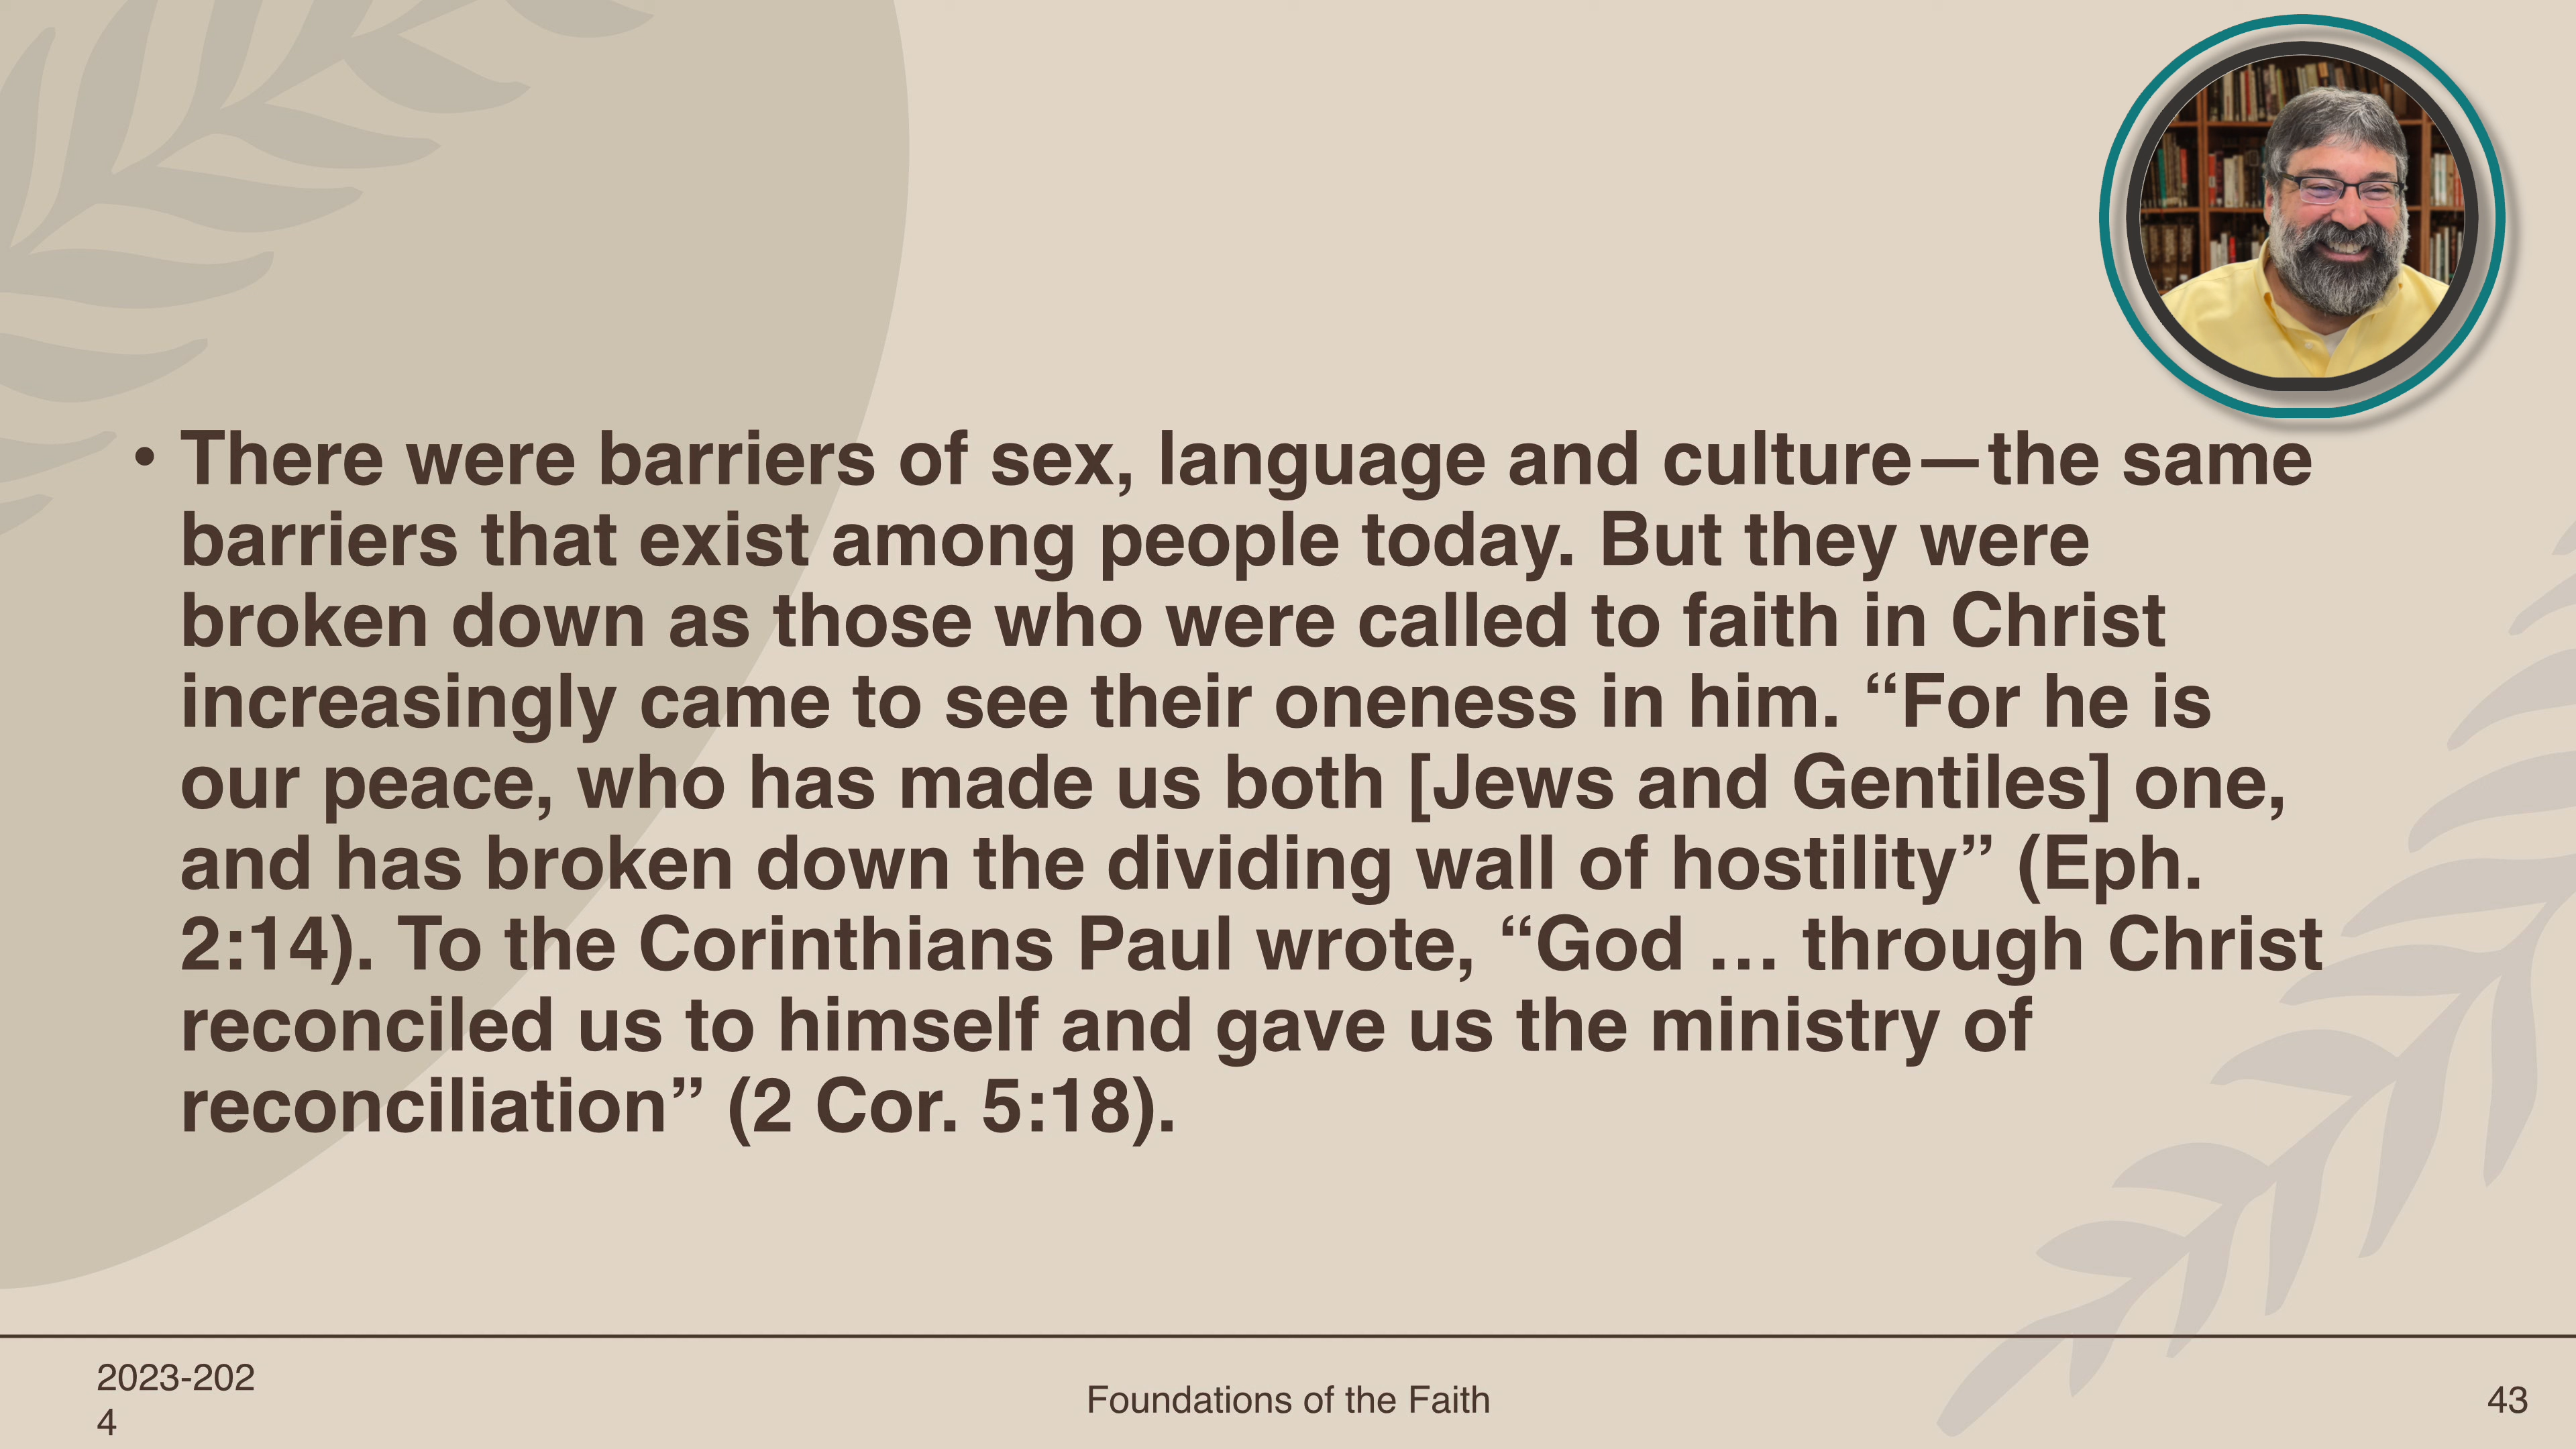 • There were barriers of sex, language and culture—the same
barriers that exist among people today. But they were
broken down as those who were called to faith in Christ
increasingly came to see their oneness in him. “For he is
our peace, who has made us both [Jews and Gentiles] one,
and has broken down the dividing wall of hostility” (Eph.
2:14). To the Corinthians Paul wrote, “God … through Christ
reconciled us to himself and gave us the ministry of
reconciliation” (2 Cor. 5:18).
2023-202
4
Foundations of the Faith
43